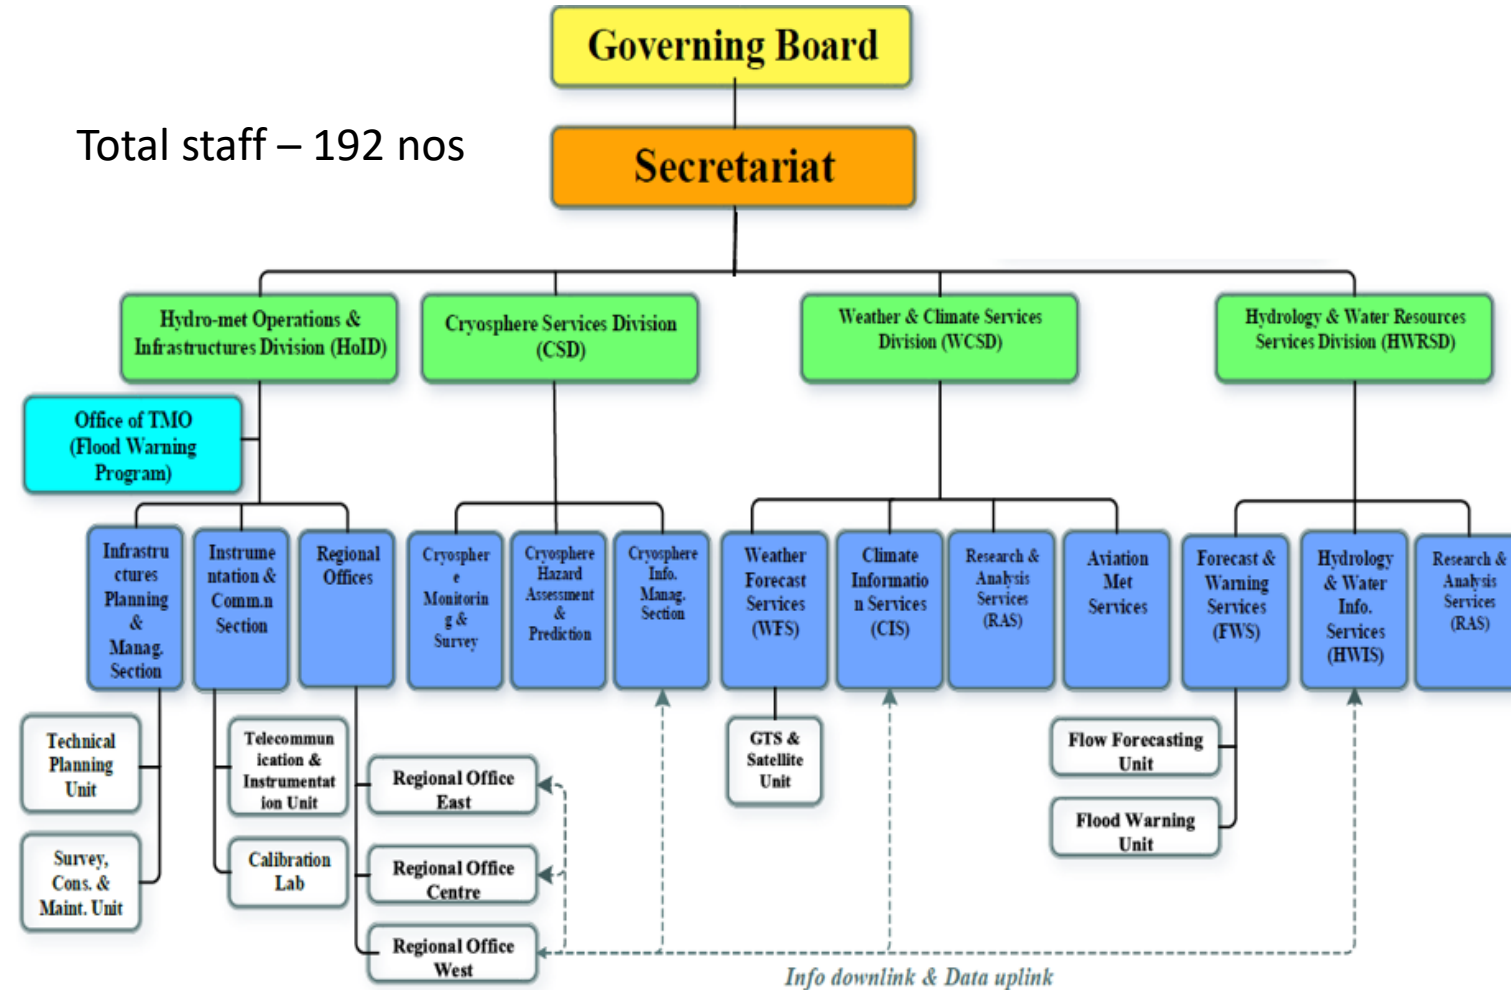 Governing Board
Total staff – 192 nos
Secretariat
Hydro-met Operations &
Infrastructures Division (HoID)
Cryosphere Services Division
(CSD)
Weather & Climate Services
Division (WCSD)
Hydrology & Water Resources
Services Division (HWRSD)
Office of TMO
(Flood Warning
Program)
Infrastru
ctures
Planning
&
Manag.
Section
Instrume
ntation &
Comm.n
Section
Regional
Offices
Cryospher
e
Monitorin
g &
Survey
Cryosphere
Hazard
Assessment
&
Prediction
Cryosphere
Info.
Manag.
Section
Weather
Forecast
Services
(WFS)
Climate
Informatio
n Services
(CIS)
Research &
Analysis
Services
(RAS)
Aviation
Met
Services
Forecast &
Warning
Services
(FWS)
Hydrology
& Water
Info.
Services
(HWIS)
Research &
Analysis
Services
(RAS)
Technical
Planning
Unit
Telecommun
ication &
Instrumentat
ion Unit
Regional Office
East
GTS &
Satellite
Unit
Flow Forecasting
Unit
Survey,
Cons. &
Maint. Unit
Calibration
Lab
Regional Office
Centre
Flood Warning
Unit
Regional Office
West
Info downlink & Data uplink